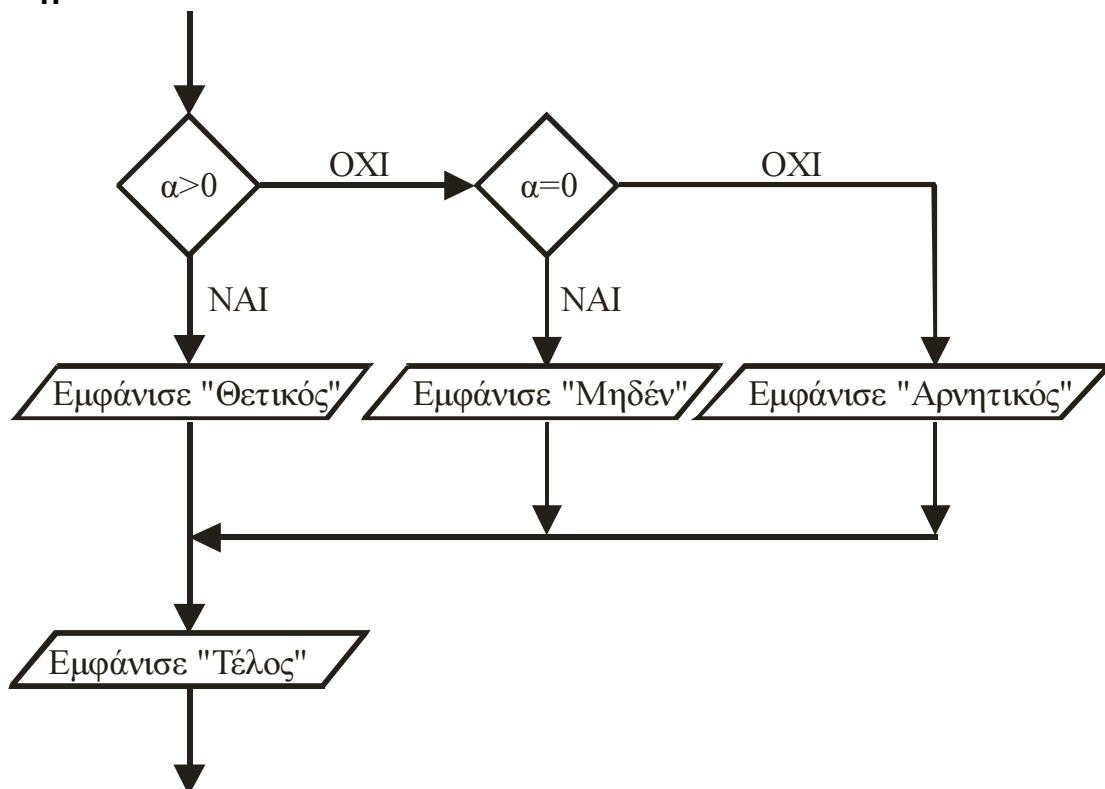 ΟΧΙ
ΟΧΙ
α>0
α=0
ΝΑΙ
ΝΑΙ
Εμφάνισε "Θετικός"
Εμφάνισε "Μηδέν"
Εμφάνισε "Αρνητικός"
Εμφάνισε "Τέλος"